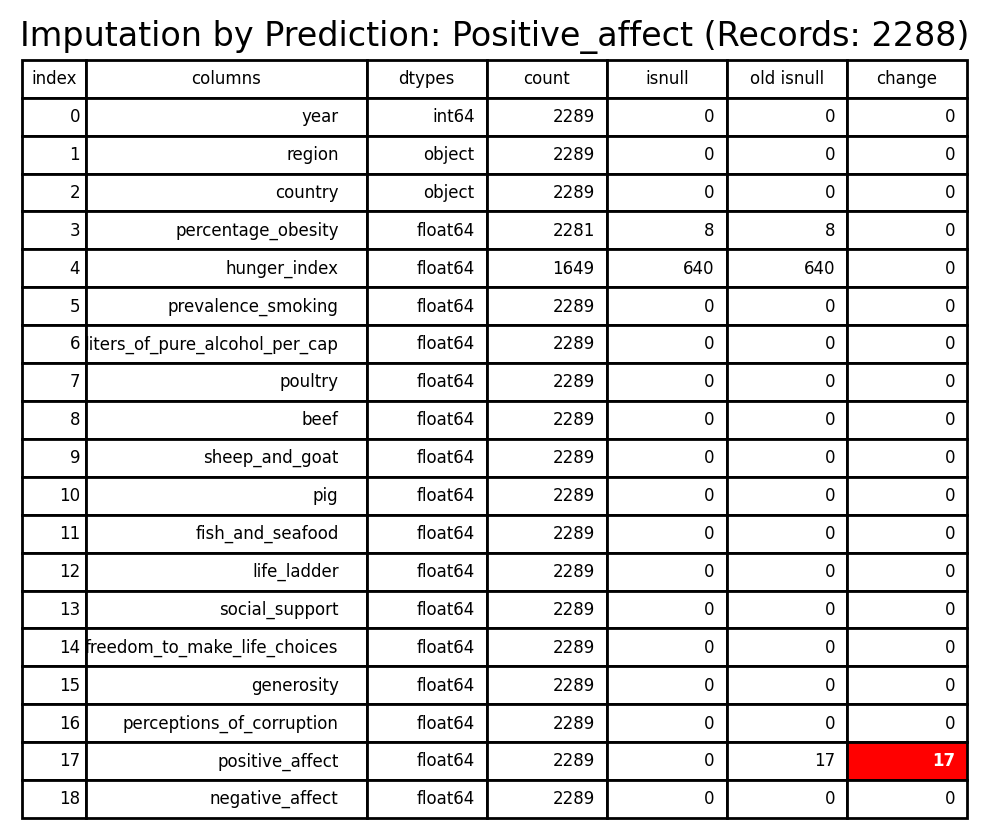 Imputation by Prediction: Positive_affect (Records: 2288)
index columns dtypes count isnull old isnull change
0 year int64 2289 0 0 0
1 region object 2289 0 0 0
2 country object 2289 0 0 0
3 percentage_obesity float64 2281 8 8 0
4 hunger_index float64 1649 640 640 0
5 prevalence_smoking float64 2289 0 0 0
6 iters_of_pure_alcohol_per_cap float64 2289 0 0 0
7 poultry float64 2289 0 0 0
8 beef float64 2289 0 0 0
9 sheep_and_goat float64 2289 0 0 0
10 pig float64 2289 0 0 0
11 fish_and_seafood float64 2289 0 0 0
12 life_ladder float64 2289 0 0 0
13 social_support float64 2289 0 0 0
14 freedom_to_make_life_choices float64 2289 0 0 0
15 generosity float64 2289 0 0 0
16 perceptions_of_corruption float64 2289 0 0 0
17 positive_affect float64 2289 0 17 17
18 negative_affect float64 2289 0 0 0